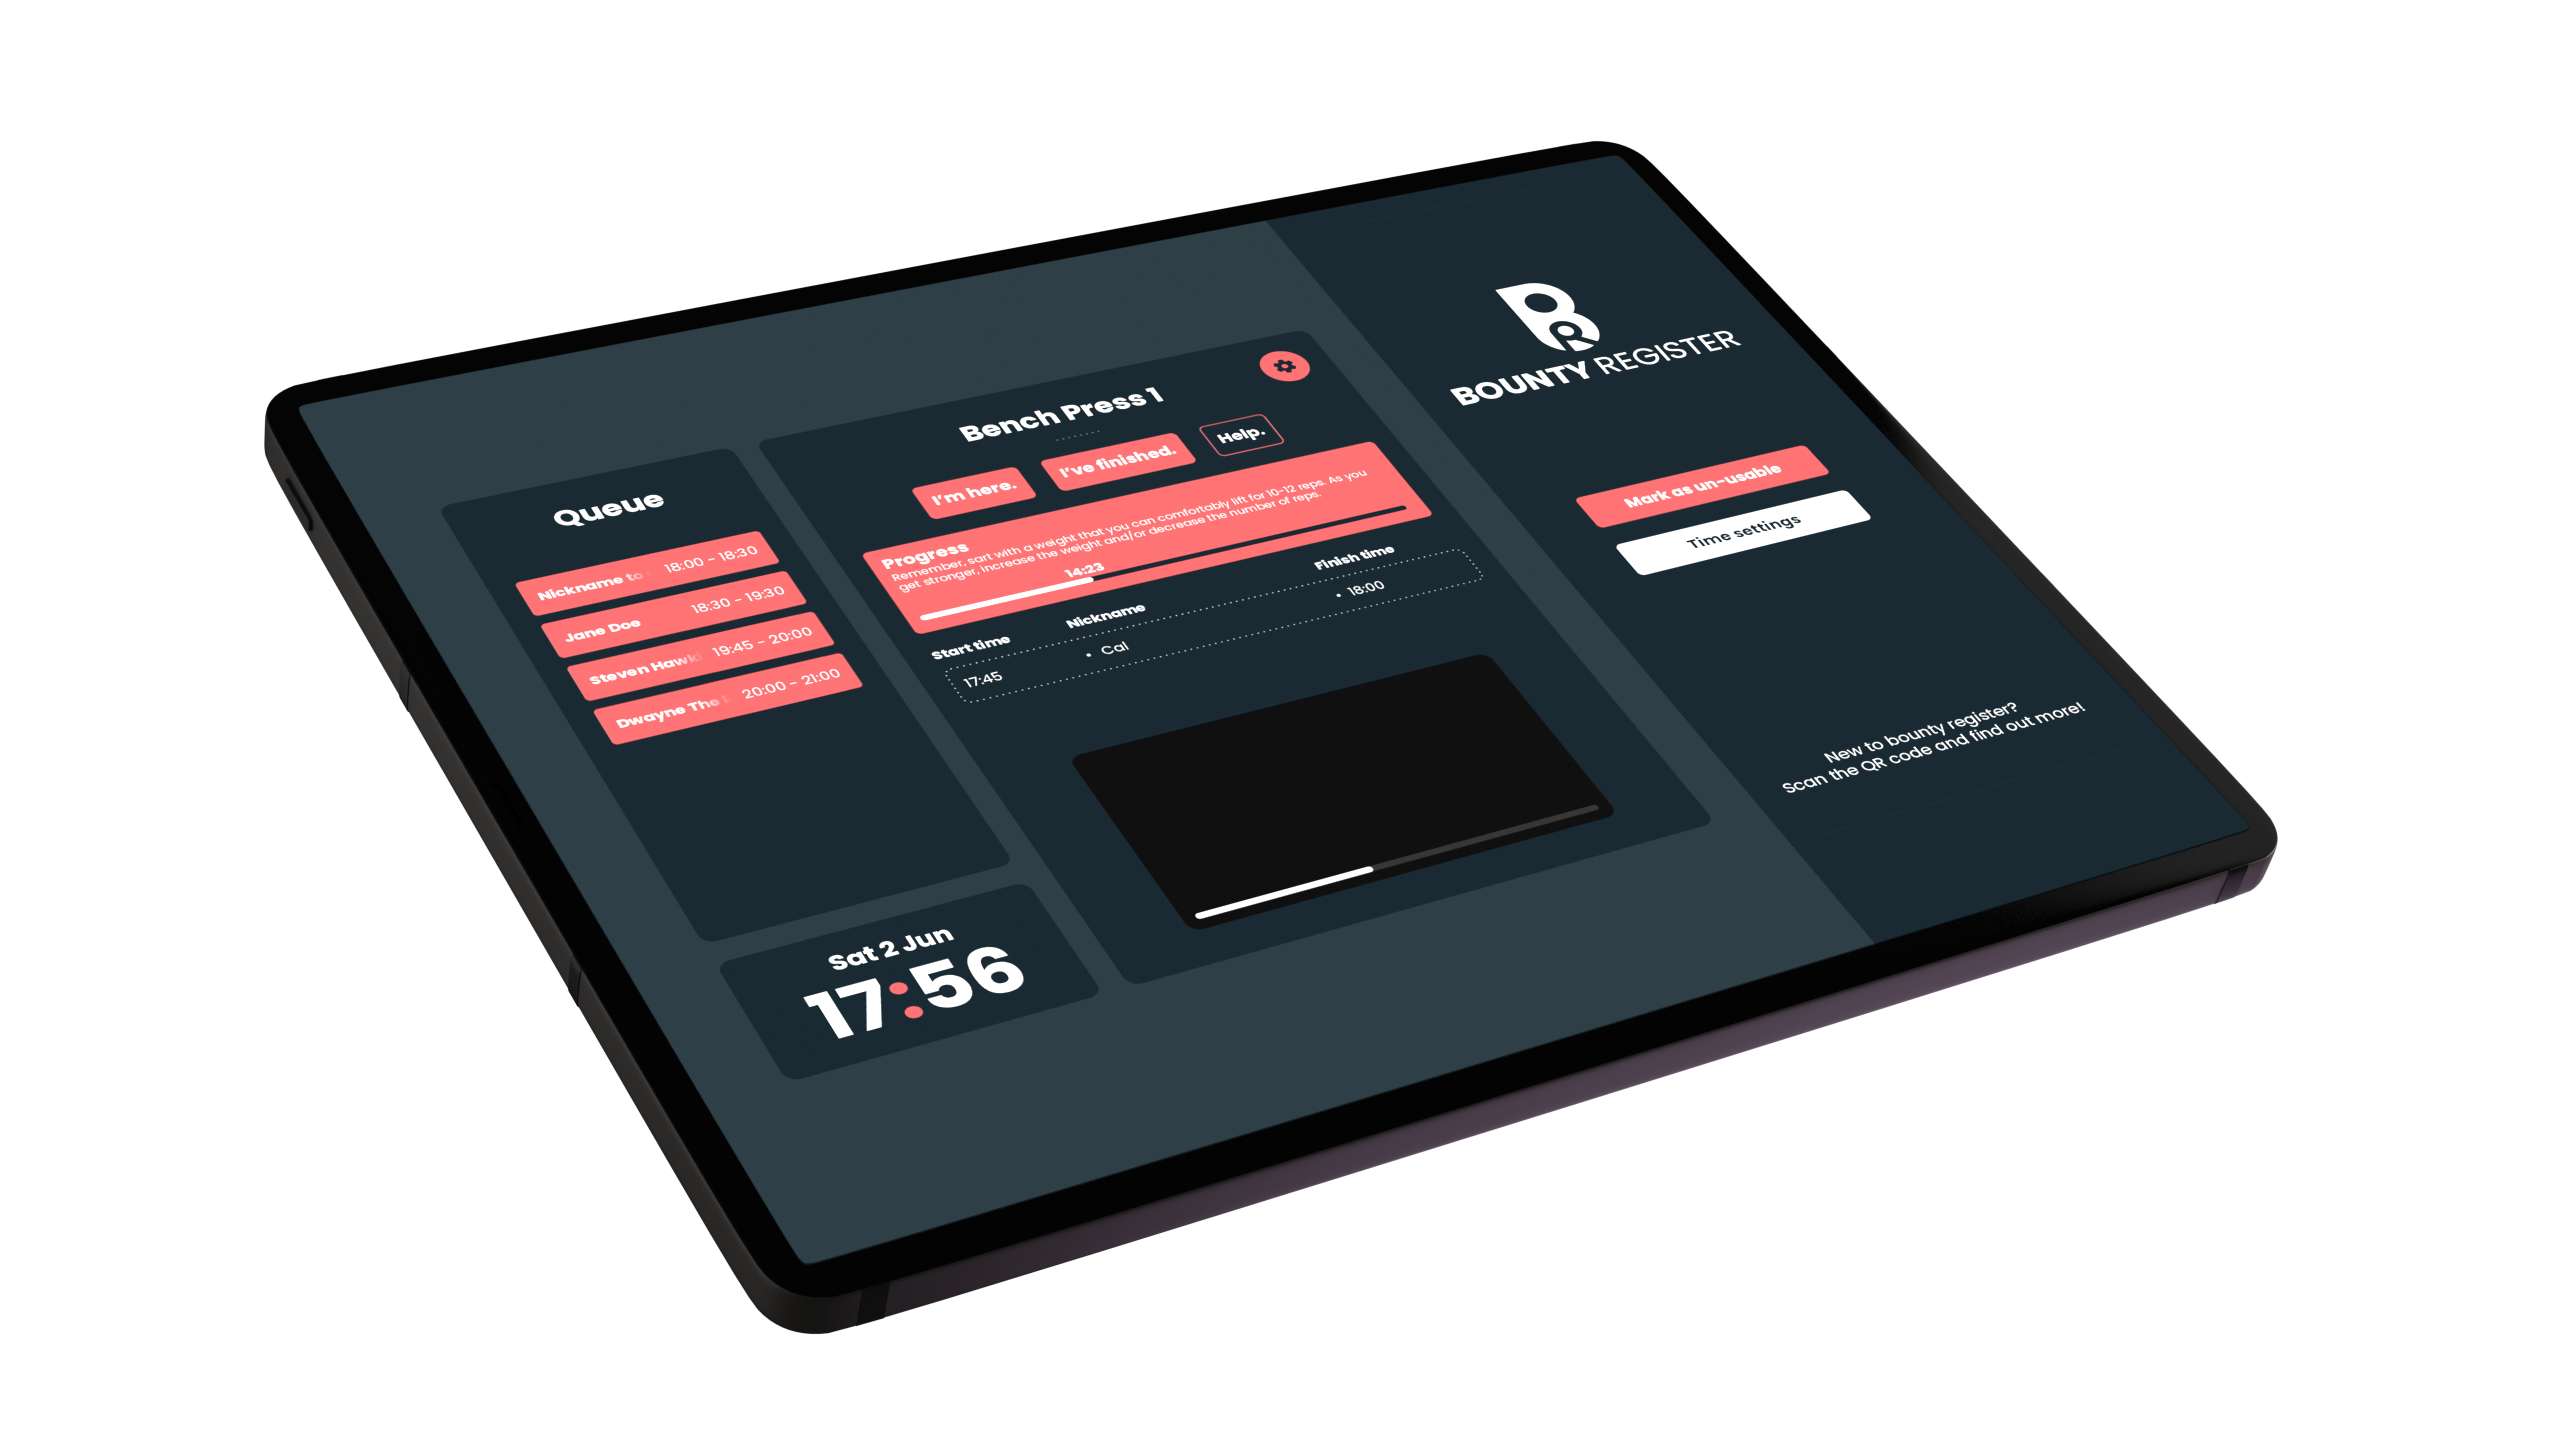 Queue
Nickname to 18:00 - 18:30
Jane Doe 18:30 - 19:30
Steven Hawk 19:45 - 20:00
Dwayne The 20:00 - 21:00
Sat 2 Jun
17:56
Bench Press 1
I'm here. I've finished. Help.
Progress
Remember, sart with a weight that you can comfortably lift for 10-12 reps. As you
get stronger, increase the weight and/or decrease the number of reps.
14:23
Start time Nickname Finish time
17:45 • Cal • 18:00
BR
BOUNTY REGISTER
Mark as un-usable
Time settings
New to bounty register?
Scan the QR code and find out more!